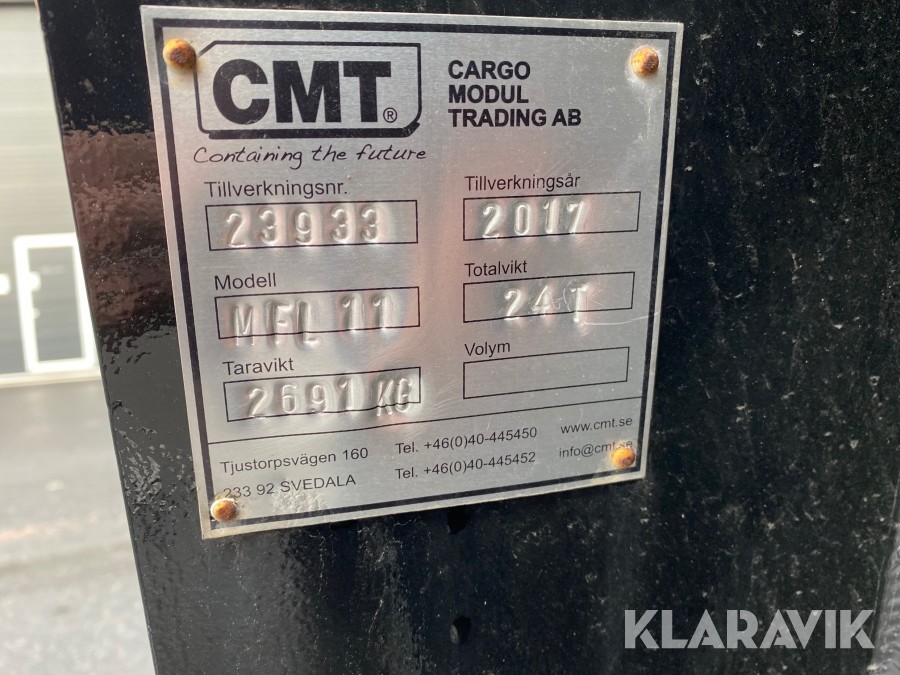 CMT®
Containing the future
CARGO
MODUL
TRADING AB
Tillverkningsnr.
23933
Tillverkningsår
2017
Modell
MFL 11
Totalvikt
24T
Taravikt
2691 KG
Volym
Tjustorpsvägen 160
233 92 SVEDALA
Tel. +46(0)40-445450
Tel. +46(0)40-445452
www.cmt.se
info@cmt.se
KLARAVIK